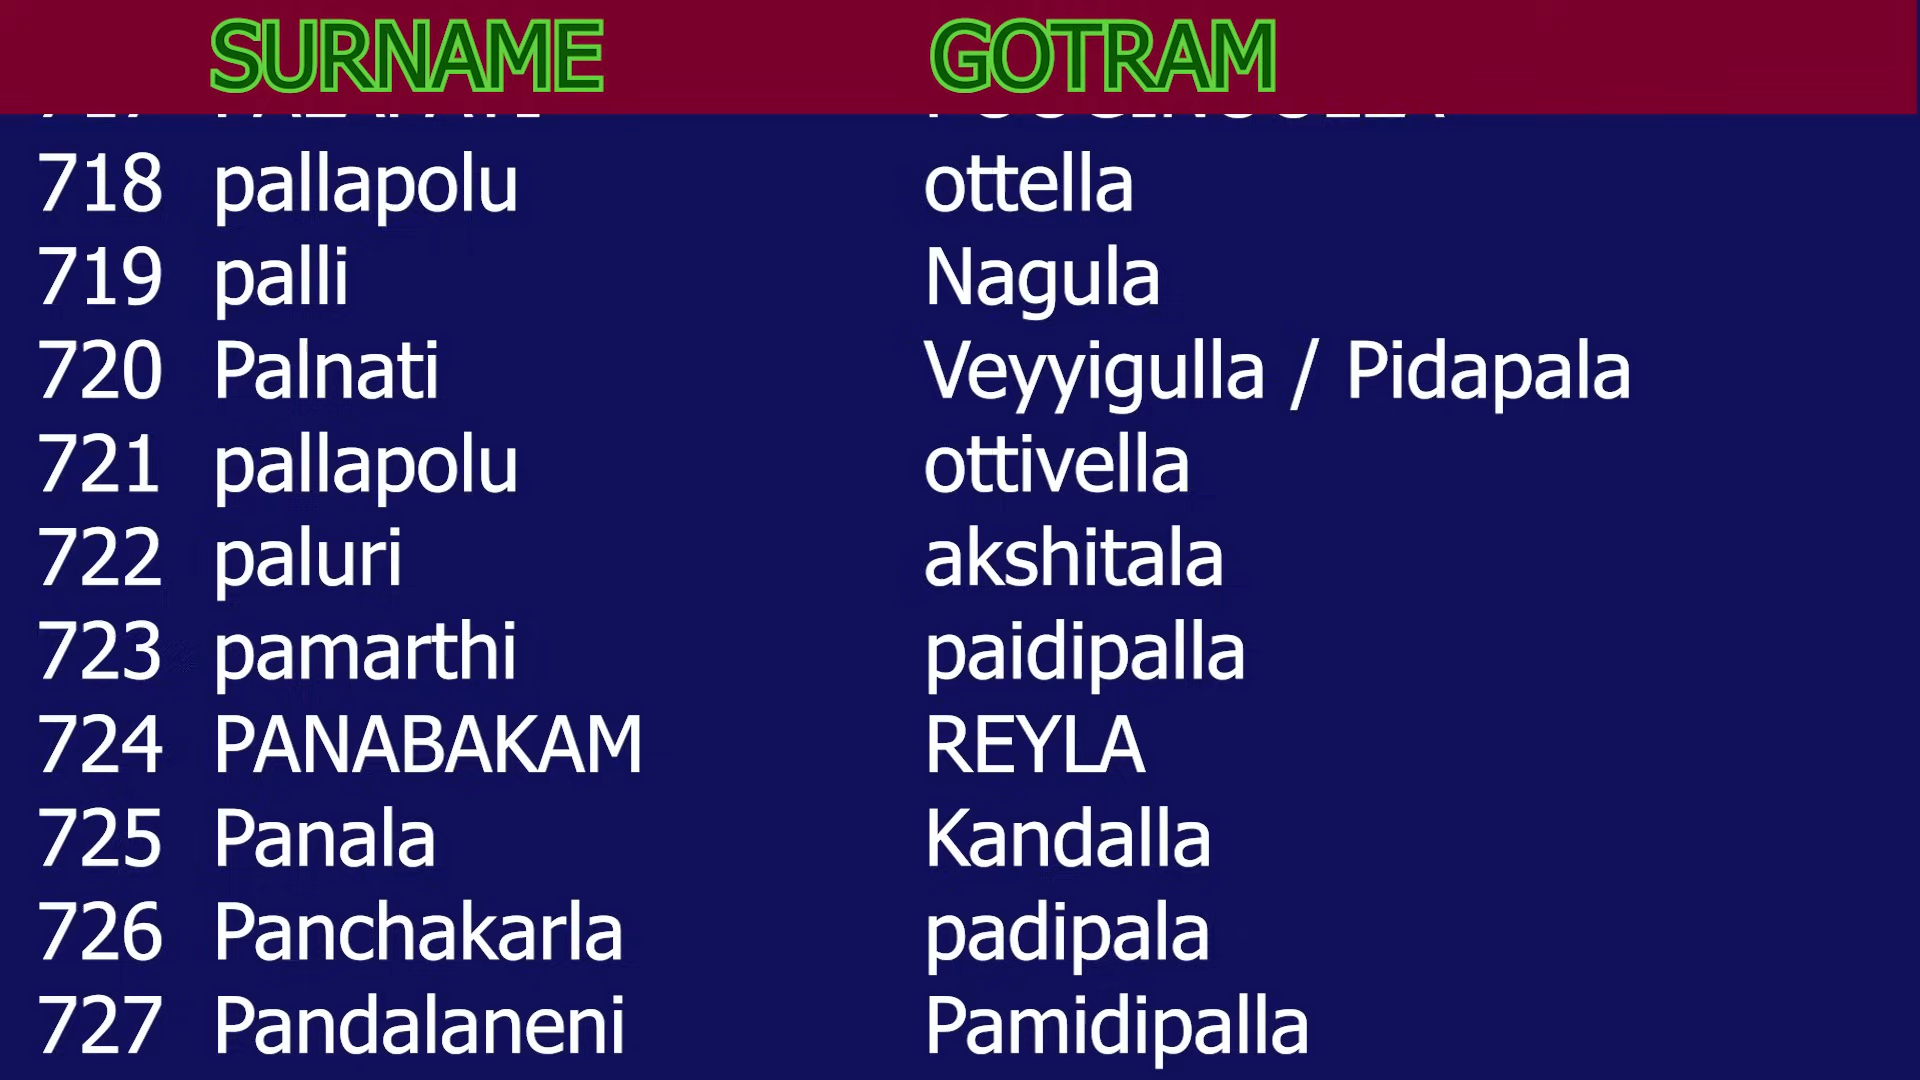 SURNAME GOTRAM
718 pallapolu ottella
719 palli Nagula
720 Palnati Veyyigulla / Pidapala
721 pallapolu ottivella
722 paluri akshitala
723 pamarthi paidipalla
724 PANABAKAM REYLA
725 Panala Kandalla
726 Panchakarla padipala
727 Pandalaneni Pamidipalla